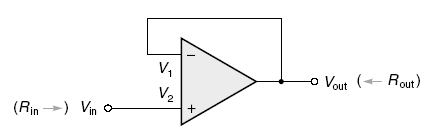 −
V1
Vout (← Rout)
V2
(Rin →) Vin
+